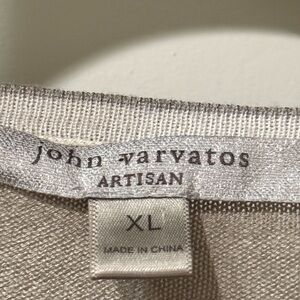 john varvatos
ARTISAN
XL
MADE IN CHINA